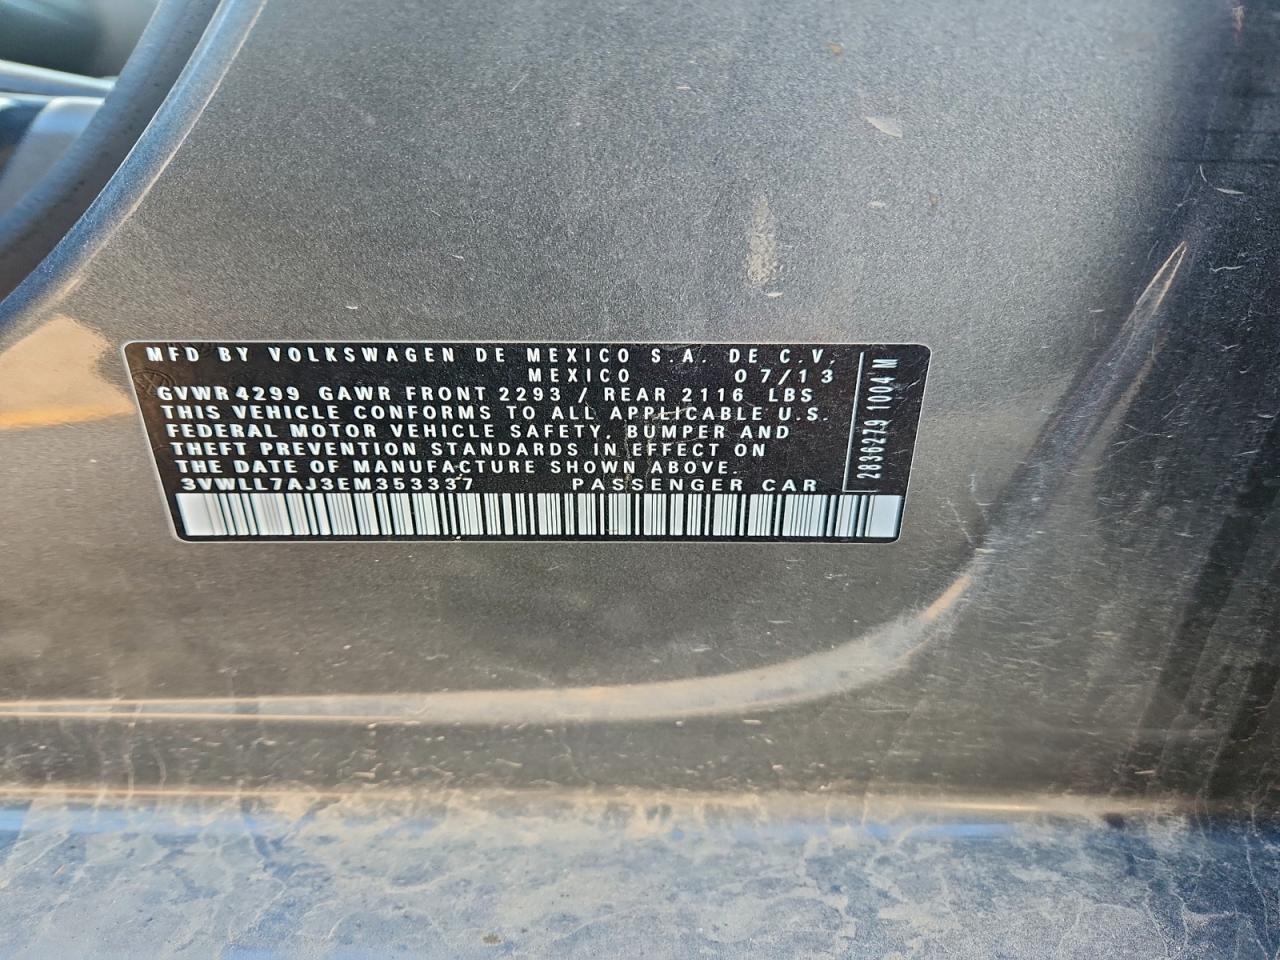 MFD BY VOLKSWAGEN DE MEXICO S.A. DE C.V.
MEXICO 07/13
GVWR 4299 GAWR FRONT 2293 / REAR 2116 LBS
THIS VEHICLE CONFORMS TO ALL APPLICABLE U.S.
FEDERAL MOTOR VEHICLE SAFETY, BUMPER AND
THEFT PREVENTION STANDARDS IN EFFECT ON
THE DATE OF MANUFACTURE SHOWN ABOVE.
3VWLL7AJ3EM353337 PASSENGER CAR
2836279 1004 M